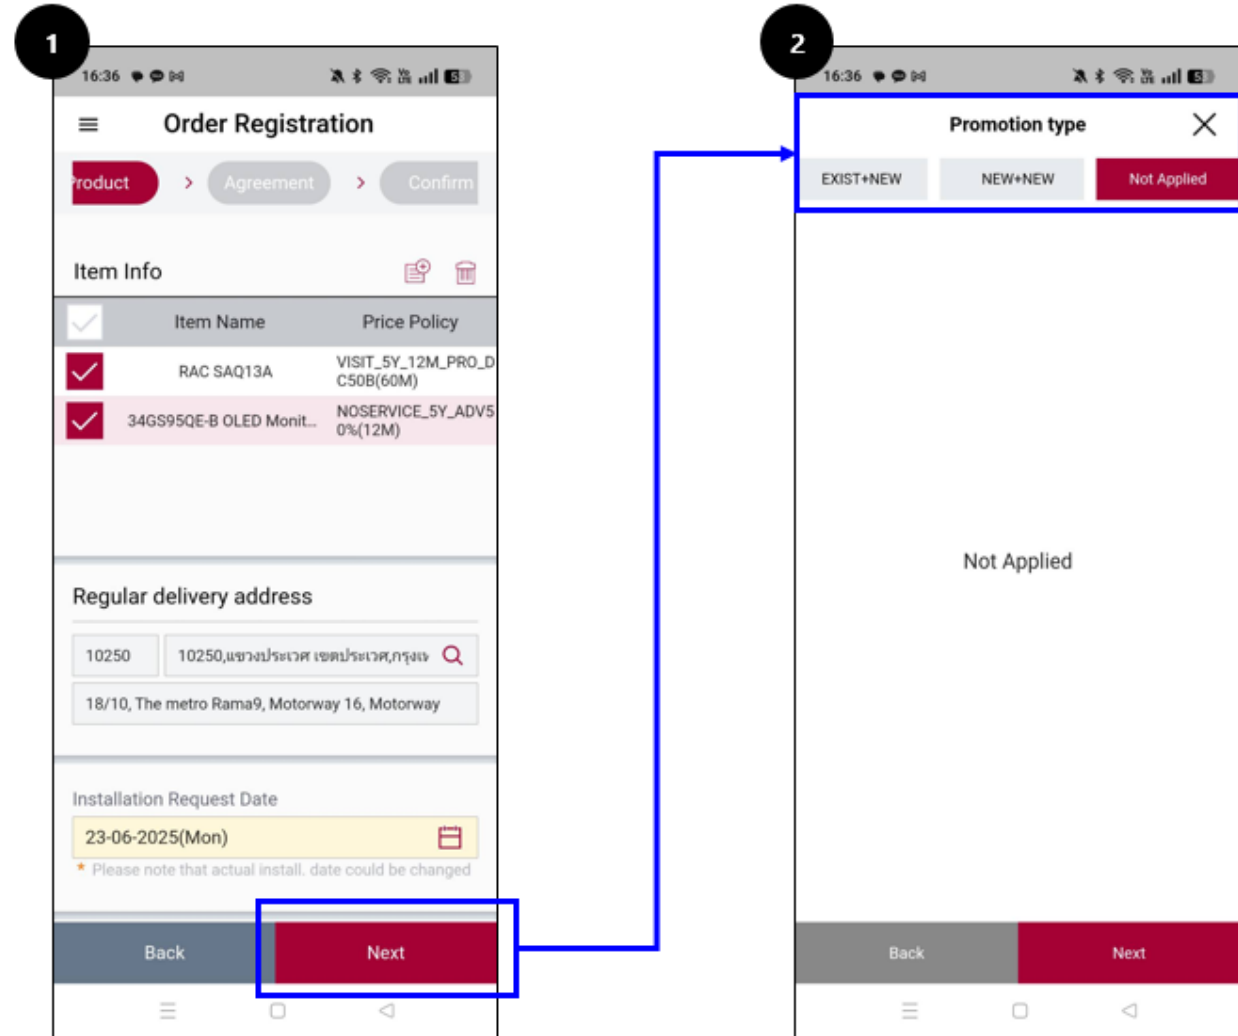 1
16:36
Order Registration
Product > Agreement > Confirm
Item Info
Item Name Price Policy
RAC SAQ13A VISIT_5Y_12M_PRO_D
C50B(60M)
34GS95QE-B OLED Monit... NOSERVICE_5Y_ADV5
0%(12M)
Regular delivery address
10250 10250,แขวงประเวศ เขตประเวศ,กรุงเ
18/10, The metro Rama9, Motorway 16, Motorway
Installation Request Date
23-06-2025(Mon)
* Please note that actual install. date could be changed
Back Next
2
16:36
Promotion type
EXIST+NEW NEW+NEW Not Applied
Not Applied
Back Next